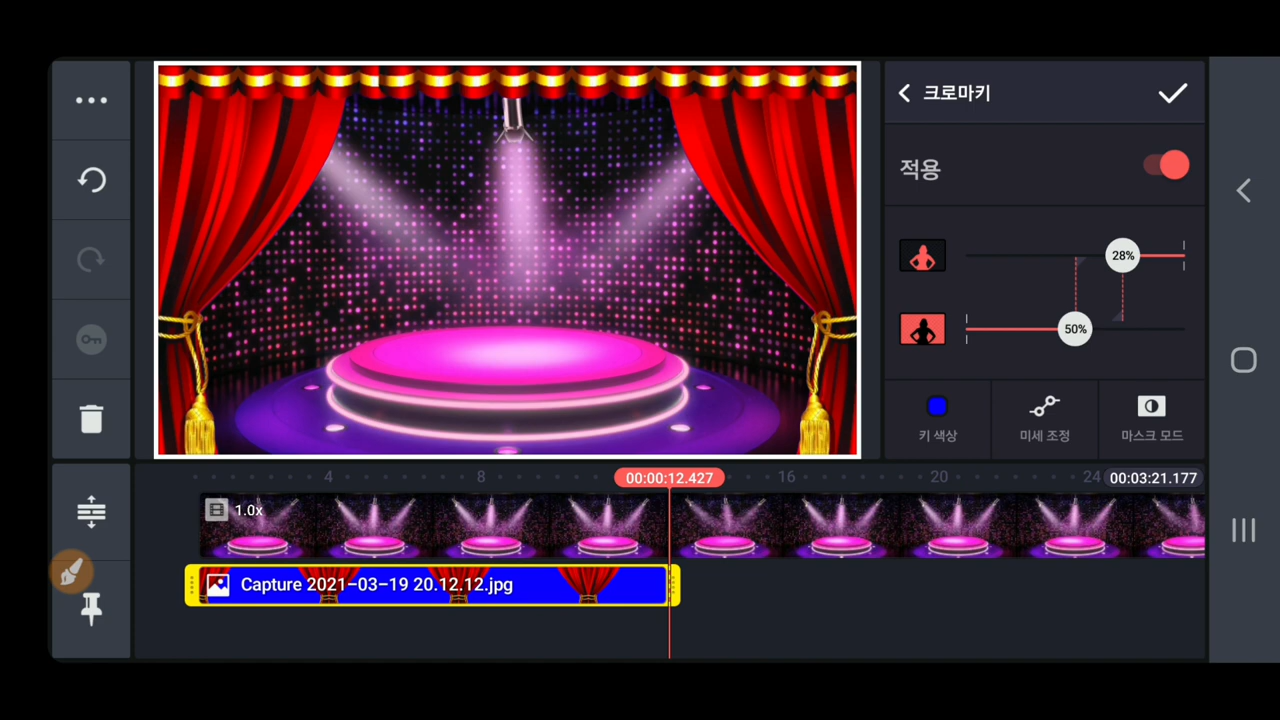 크로마키
적용
28%
50%
키 색상
미세 조정
마스크 모드
4
8
00:00:12.427
16
20
24
00:03:21.177
1.0x
Capture 2021-03-19 20.12.12.jpg